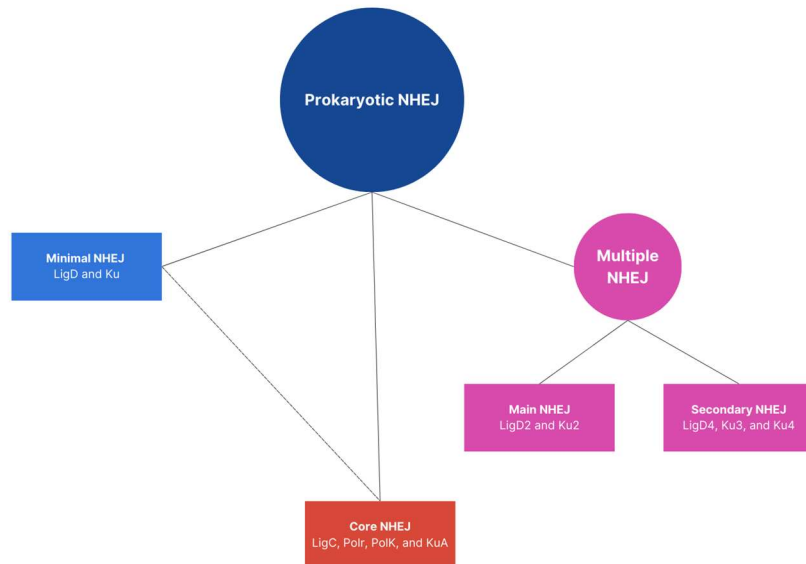 Prokaryotic NHEJ
Minimal NHEJ
LigD and Ku
Multiple
NHEJ
Main NHEJ
LigD2 and Ku2
Secondary NHEJ
LigD4, Ku3, and Ku4
Core NHEJ
LigC, Polr, PolK, and KuA